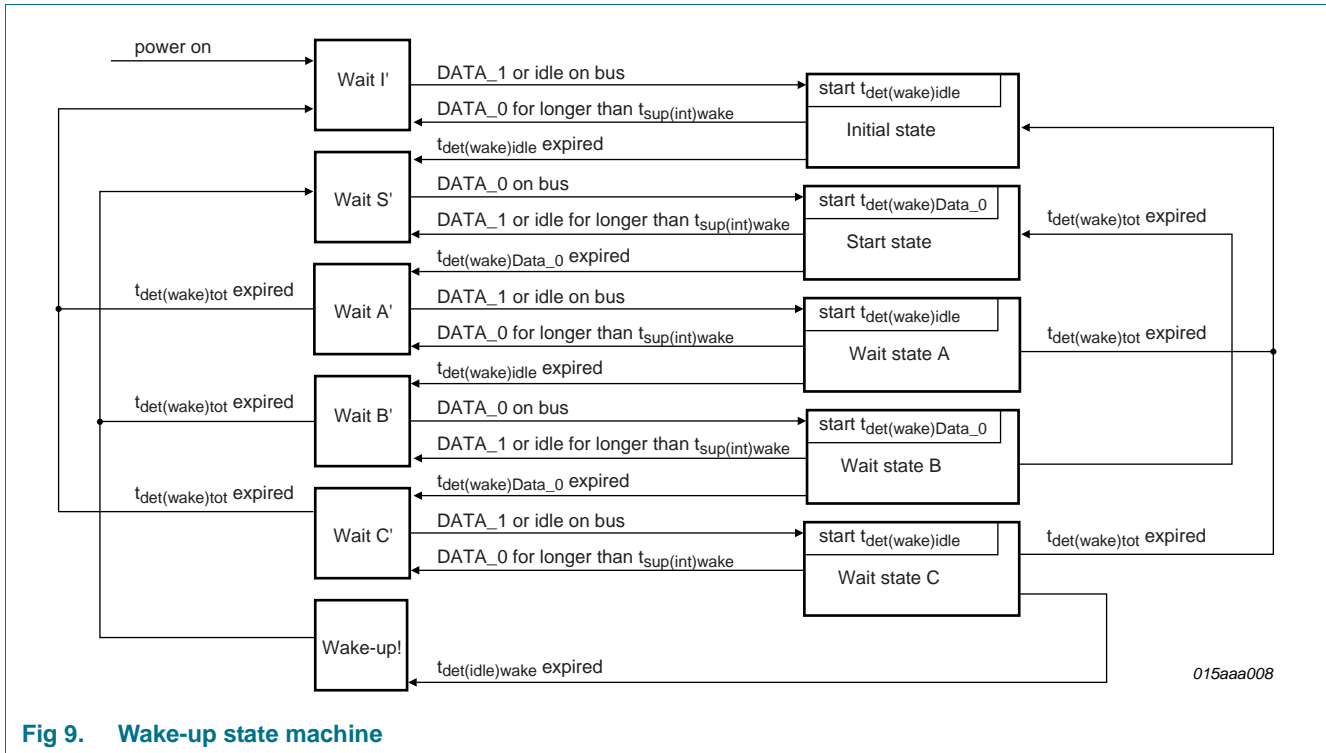 power on
Wait I'
DATA_1 or idle on bus
start tdet(wake)idle
DATA_0 for longer than tsup(int)wake
Initial state
tdet(wake)idle expired
Wait S'
DATA_0 on bus
start tdet(wake)Data_0
DATA_1 or idle for longer than tsup(int)wake
Start state
tdet(wake)tot expired
tdet(wake)Data_0 expired
tdet(wake)tot expired
Wait A'
DATA_1 or idle on bus
start tdet(wake)idle
DATA_0 for longer than tsup(int)wake
Wait state A
tdet(wake)tot expired
tdet(wake)idle expired
tdet(wake)tot expired
Wait B'
DATA_0 on bus
start tdet(wake)Data_0
DATA_1 or idle for longer than tsup(int)wake
Wait state B
tdet(wake)Data_0 expired
tdet(wake)tot expired
Wait C'
DATA_1 or idle on bus
start tdet(wake)idle
tdet(wake)tot expired
DATA_0 for longer than tsup(int)wake
Wait state C
Wake-up!
tdet(idle)wake expired
015aaa008
Fig 9. Wake-up state machine